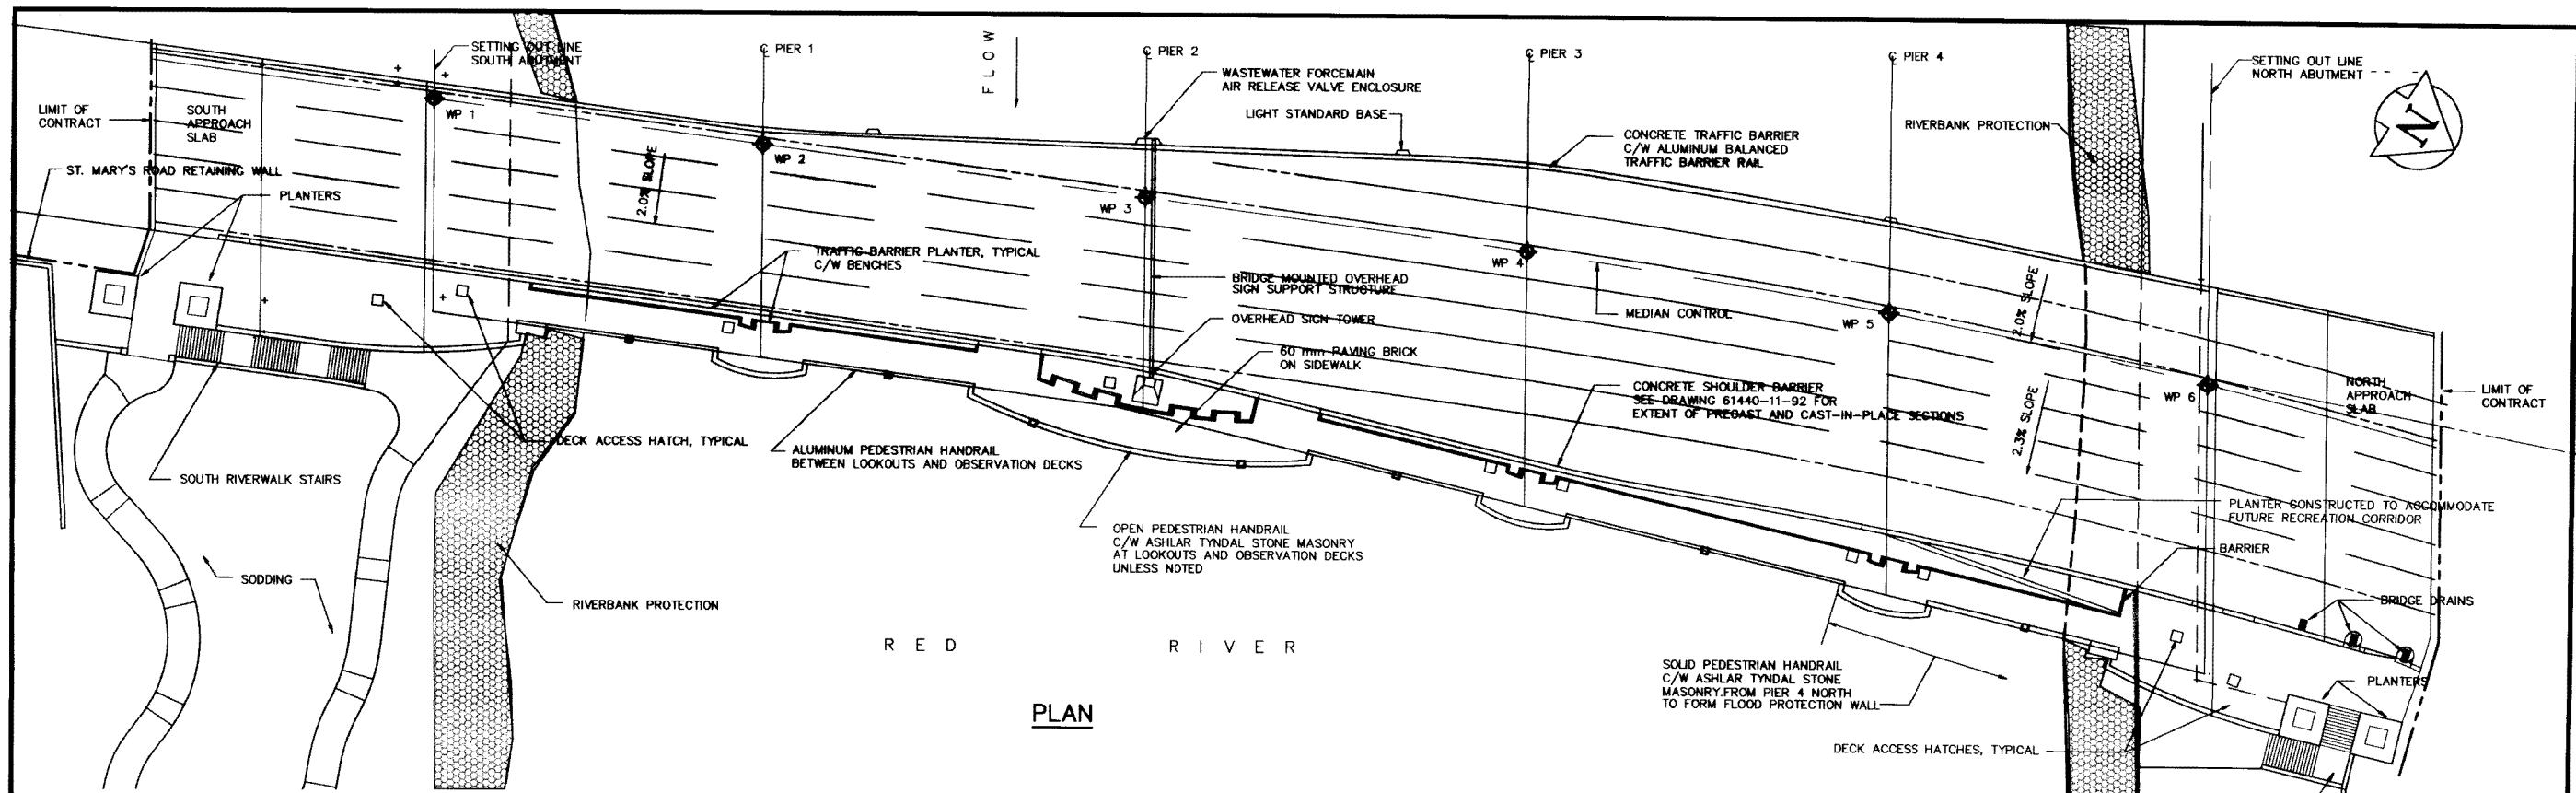 SETTING OUT LINE
SOUTH ABUTMENT
℄ PIER 1
FLOW
℄ PIER 2
℄ PIER 3
℄ PIER 4
SETTING OUT LINE
NORTH ABUTMENT
WASTEWATER FORCEMAIN
AIR RELEASE VALVE ENCLOSURE
LIGHT STANDARD BASE
CONCRETE TRAFFIC BARRIER
C/W ALUMINUM BALANCED
TRAFFIC BARRIER RAIL
RIVERBANK PROTECTION
N
LIMIT OF
CONTRACT
SOUTH
APPROACH
SLAB
WP 1
WP 2
2.0% SLOPE
ST. MARY'S ROAD RETAINING WALL
PLANTERS
WP 3
WP 4
TRAFFIC BARRIER PLANTER, TYPICAL
C/W BENCHES
BRIDGE MOUNTED OVERHEAD
SIGN SUPPORT STRUCTURE
MEDIAN CONTROL
WP 5
2.0% SLOPE
OVERHEAD SIGN TOWER
60 mm PAVING BRICK
ON SIDEWALK
CONCRETE SHOULDER BARRIER
SEE DRAWING 61440-11-92 FOR
EXTENT OF PRECAST AND CAST-IN-PLACE SECTIONS
2.3% SLOPE
WP 6
NORTH
APPROACH
SLAB
LIMIT OF
CONTRACT
DECK ACCESS HATCH, TYPICAL
ALUMINUM PEDESTRIAN HANDRAIL
BETWEEN LOOKOUTS AND OBSERVATION DECKS
SOUTH RIVERWALK STAIRS
OPEN PEDESTRIAN HANDRAIL
C/W ASHLAR TYNDAL STONE MASONRY
AT LOOKOUTS AND OBSERVATION DECKS
UNLESS NOTED
PLANTER CONSTRUCTED TO ACCOMMODATE
FUTURE RECREATION CORRIDOR
BARRIER
SODDING
RIVERBANK PROTECTION
BRIDGE DRAINS
RED RIVER
SOLID PEDESTRIAN HANDRAIL
C/W ASHLAR TYNDAL STONE
MASONRY.FROM PIER 4 NORTH
TO FORM FLOOD PROTECTION WALL
PLANTERS
PLAN
DECK ACCESS HATCHES, TYPICAL